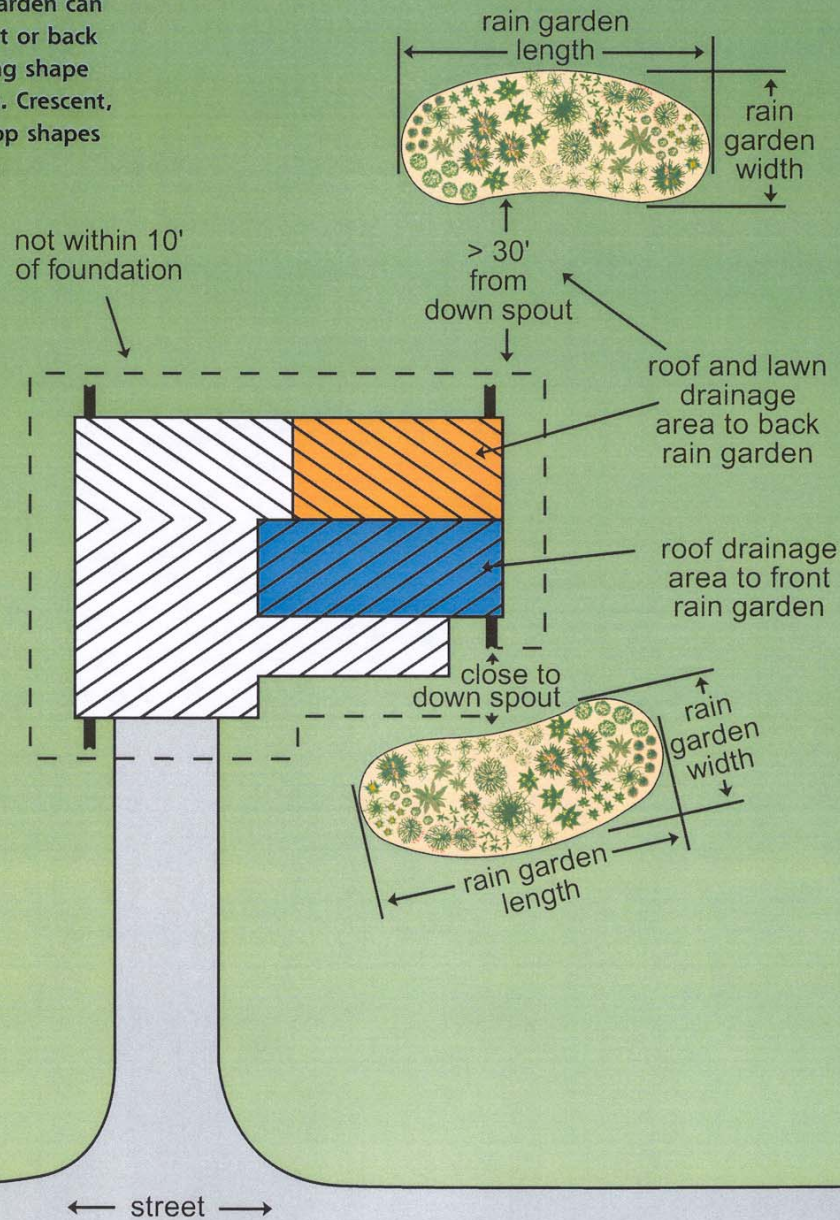 arden can
t or back
g shape
. Crescent,
op shapes
rain garden
length
rain
garden
width
not within 10'
of foundation
> 30'
from
down spout
roof and lawn
drainage
area to back
rain garden
roof drainage
area to front
rain garden
close to
down spout
rain
garden
width
rain garden
length
street